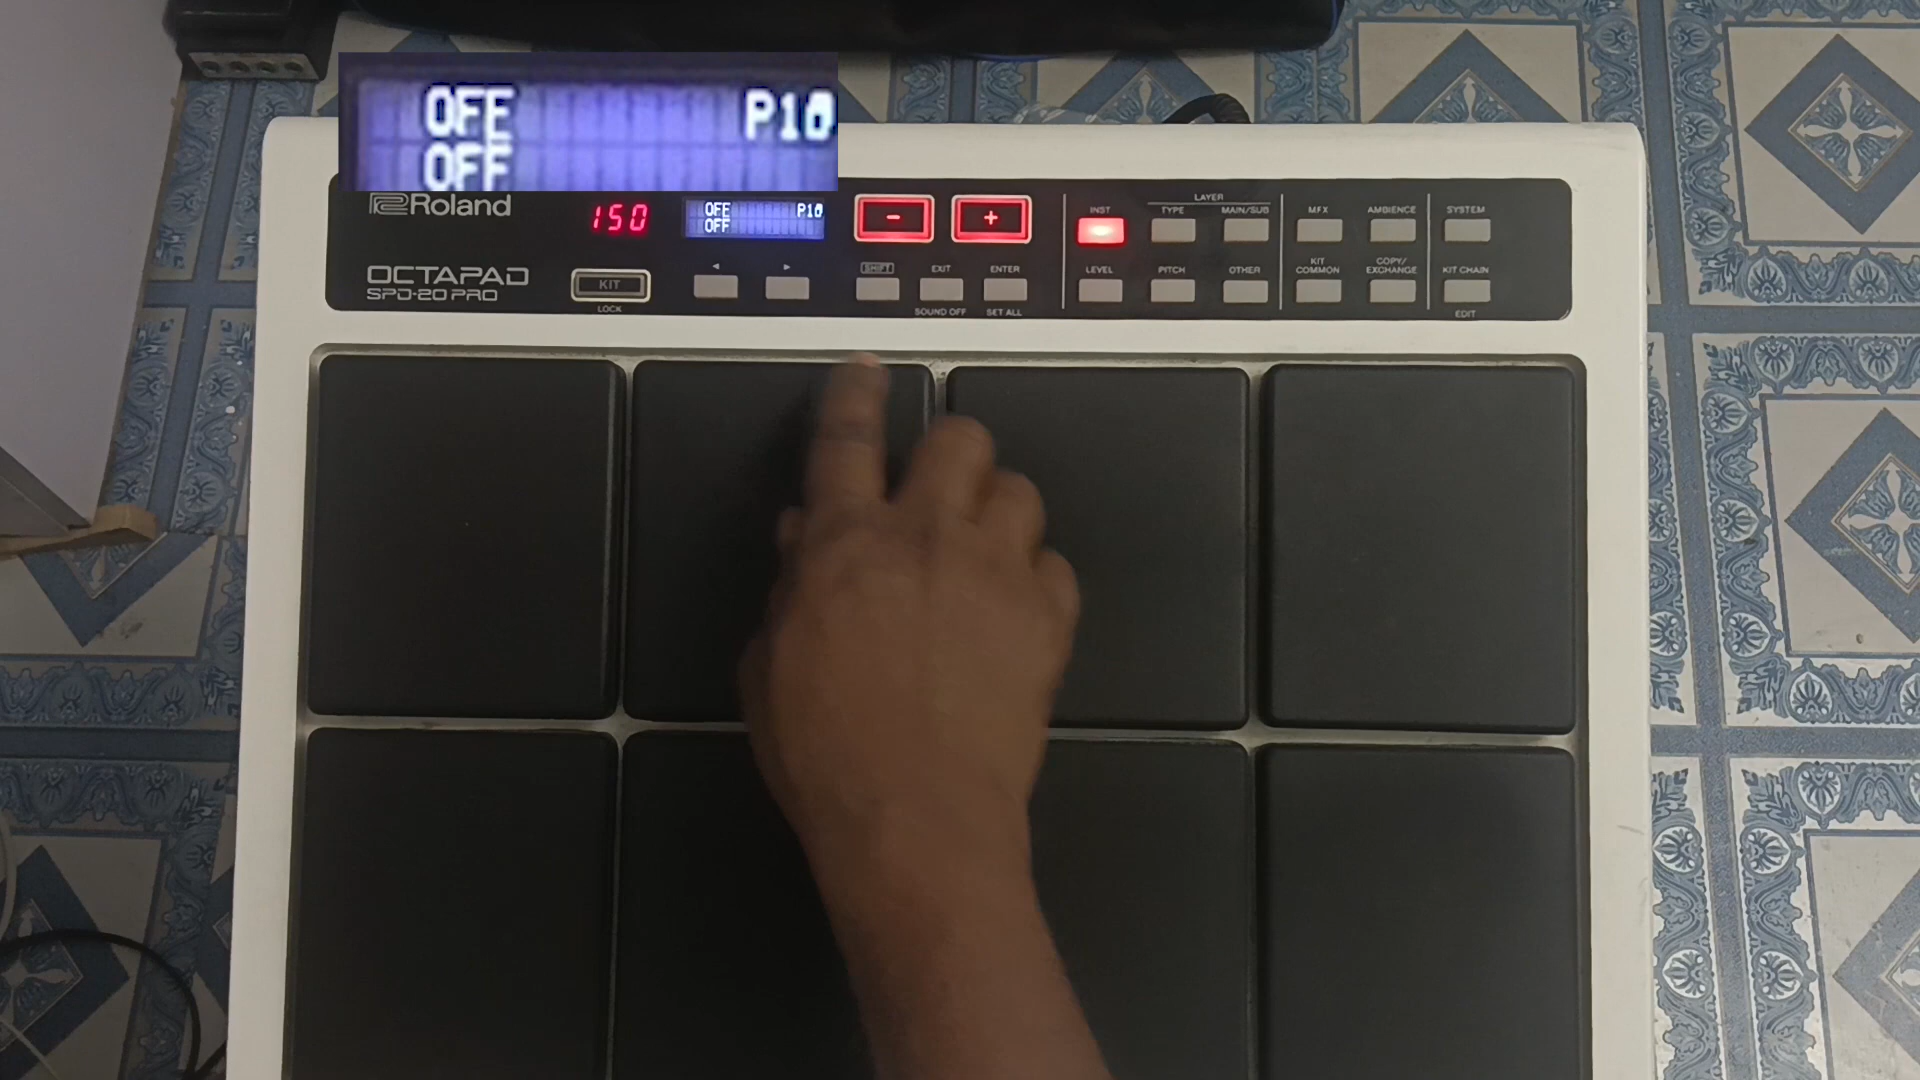 OFF P10
OFF
Roland
150
OFF P10
OFF
-
+
INST
LAYER
TYPE MAIN/SUB
MFX
AMBIENCE
SYSTEM
OCTAPAD
SPD-20 PRO
KIT
LOCK
SHIFT
EXIT
ENTER
SOUND OFF
SET ALL
LEVEL
PITCH
OTHER
KIT
COMMON
COPY/
EXCHANGE
KIT CHAIN
EDIT